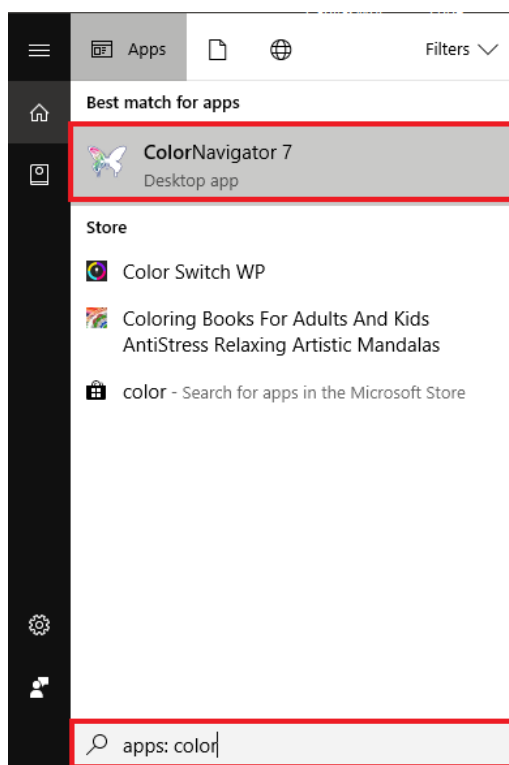 Apps
Filters
Best match for apps
ColorNavigator 7
Desktop app
Store
Color Switch WP
Coloring Books For Adults And Kids
AntiStress Relaxing Artistic Mandalas
color - Search for apps in the Microsoft Store
apps: color